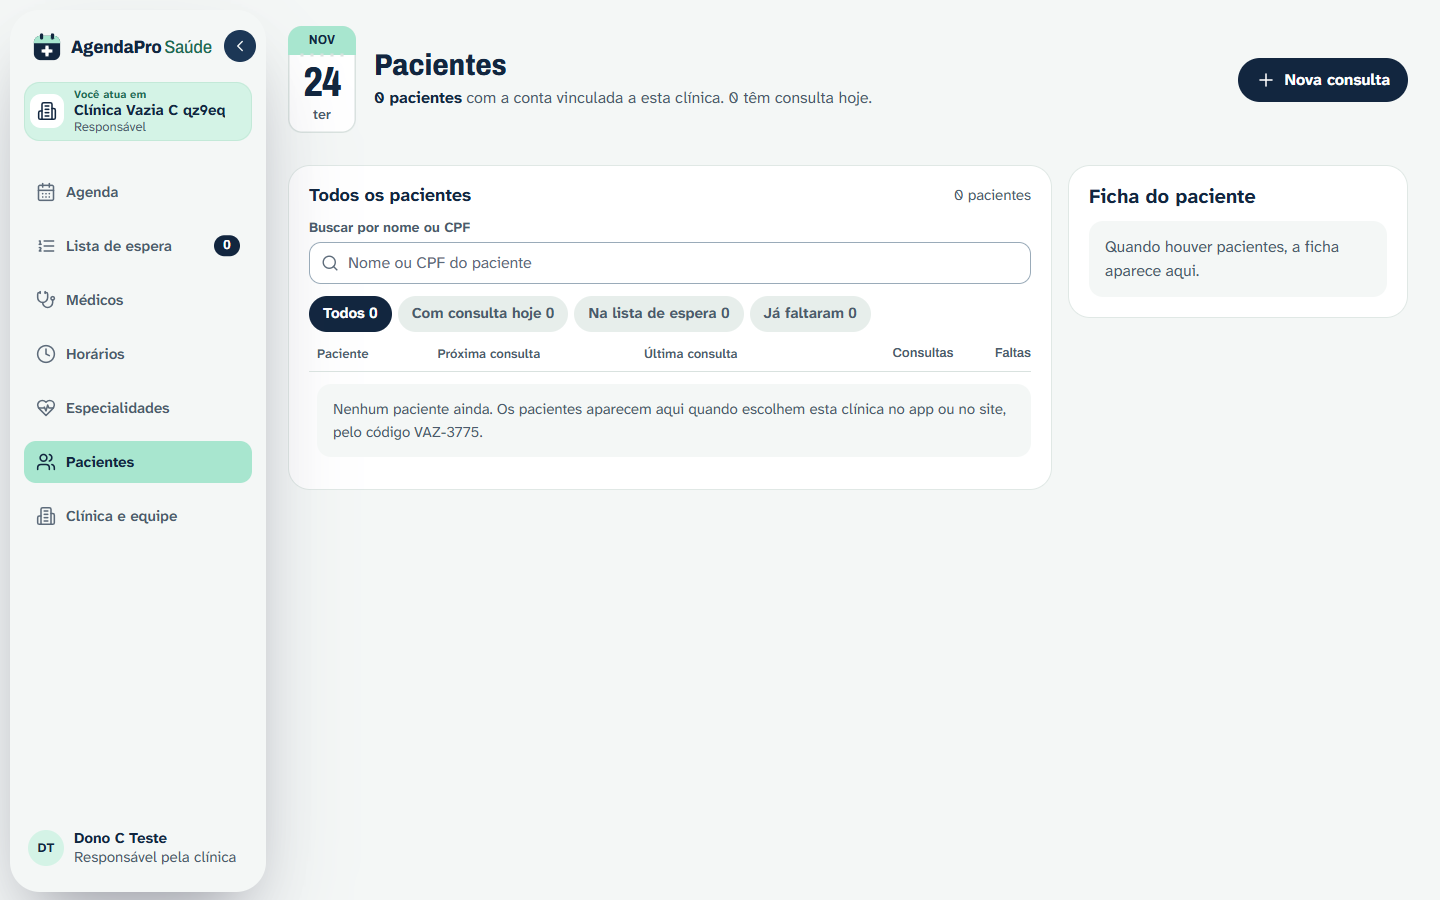 AgendaPro Saúde
Você atua em
Clínica Vazia C qz9eq
Responsável
Agenda
Lista de espera 0
Médicos
Horários
Especialidades
Pacientes
Clínica e equipe
DT
Dono C Teste
Responsável pela clínica
NOV
24
ter
Pacientes
0 pacientes com a conta vinculada a esta clínica. 0 têm consulta hoje.
Nova consulta
Todos os pacientes
0 pacientes
Buscar por nome ou CPF
Nome ou CPF do paciente
Todos 0 Com consulta hoje 0 Na lista de espera 0 Já faltaram 0
Paciente Próxima consulta Última consulta Consultas Faltas
Nenhum paciente ainda. Os pacientes aparecem aqui quando escolhem esta clínica no app ou no site,
pelo código VAZ-3775.
Ficha do paciente
Quando houver pacientes, a ficha
aparece aqui.